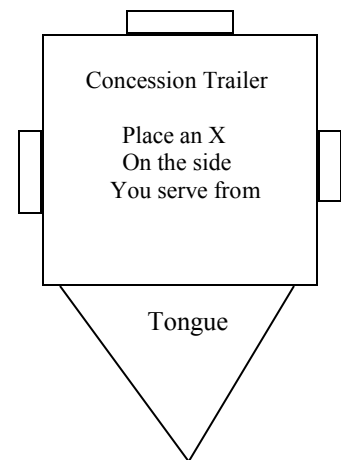 Concession Trailer
Place an X
On the side
You serve from
Tongue